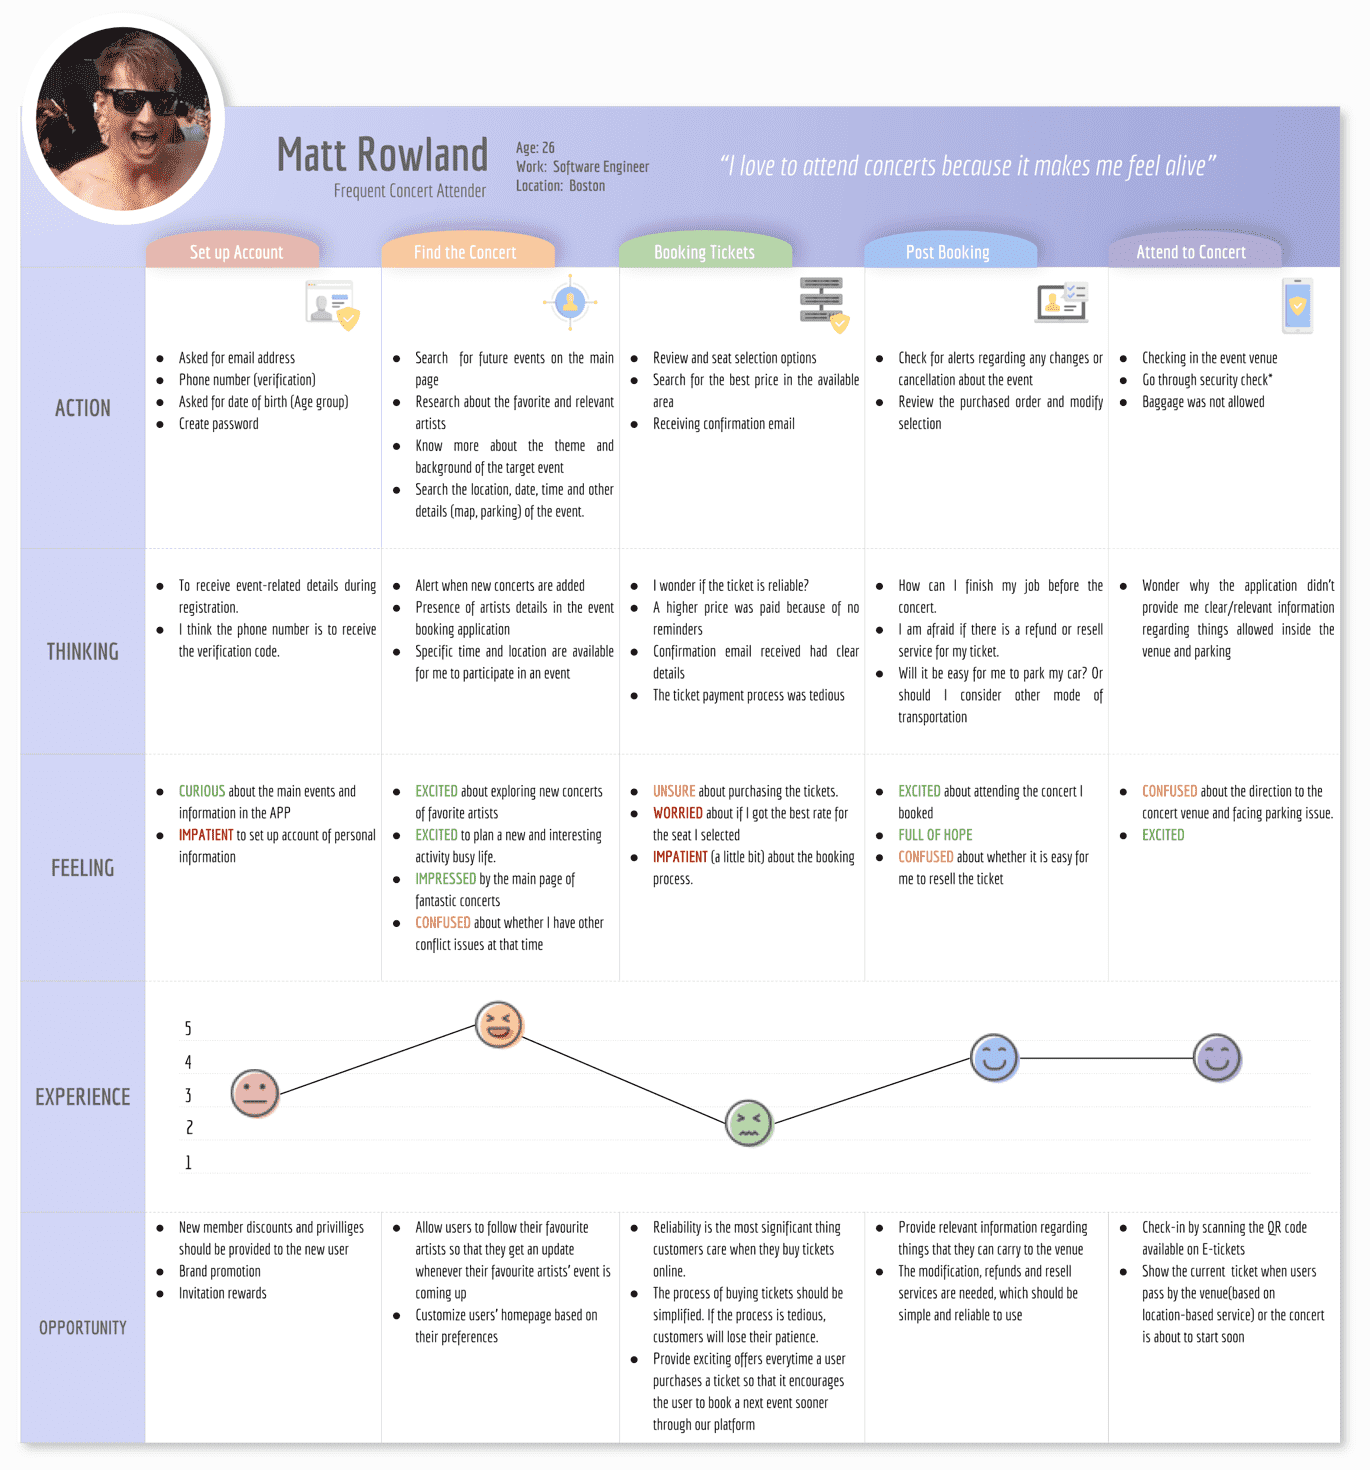 Matt Rowland
Frequent Concert Attender
Age: 26
Work: Software Engineer
Location: Boston
“I love to attend concerts because it makes me feel alive”
Set up Account
Find the Concert
Booking Tickets
Post Booking
Attend to Concert
ACTION
Asked for email address
Phone number (verification)
Asked for date of birth (Age group)
Create password
Search for future events on the main
page
Research about the favorite and relevant
artists
Know more about the theme and
background of the target event
Search the location, date, time and other
details (map, parking) of the event.
Review and seat selection options
Search for the best price in the available
area
Receiving confirmation email
Check for alerts regarding any changes or
cancellation about the event
Review the purchased order and modify
selection
Checking in the event venue
Go through security check*
Baggage was not allowed
THINKING
To receive event-related details during
registration.
I think the phone number is to receive
the verification code.
Alert when new concerts are added
Presence of artists details in the event
booking application
Specific time and location are available
for me to participate in an event
I wonder if the ticket is reliable?
A higher price was paid because of no
reminders
Confirmation email received had clear
details
The ticket payment process was tedious
How can I finish my job before the
concert.
I am afraid if there is a refund or resell
service for my ticket.
Will it be easy for me to park my car? Or
should I consider other mode of
transportation
Wonder why the application didn't
provide me clear/relevant information
regarding things allowed inside the
venue and parking
FEELING
CURIOUS about the main events and
information in the APP
IMPATIENT to set up account of personal
information
EXCITED about exploring new concerts
of favorite artists
EXCITED to plan a new and interesting
activity busy life.
IMPRESSED by the main page of
fantastic concerts
CONFUSED about whether I have other
conflict issues at that time
UNSURE about purchasing the tickets.
WORRIED about if I got the best rate for
the seat I selected
IMPATIENT (a little bit) about the booking
process.
EXCITED about attending the concert I
booked
FULL OF HOPE
CONFUSED about whether it is easy for
me to resell the ticket
CONFUSED about the direction to the
concert venue and facing parking issue.
EXCITED
EXPERIENCE
5
4
3
2
1
OPPORTUNITY
New member discounts and privilliges
should be provided to the new user
Brand promotion
Invitation rewards
Allow users to follow their favourite
artists so that they get an update
whenever their favourite artists' event is
coming up
Customize users' homepage based on
their preferences
Reliability is the most significant thing
customers care when they buy tickets
online.
The process of buying tickets should be
simplified. If the process is tedious,
customers will lose their patience.
Provide exciting offers everytime a user
purchases a ticket so that it encourages
the user to book a next event sooner
through our platform
Provide relevant information regarding
things that they can carry to the venue
The modification, refunds and resell
services are needed, which should be
simple and reliable to use
Check-in by scanning the QR code
available on E-tickets
Show the current ticket when users
pass by the venue(based on
location-based service) or the concert
is about to start soon